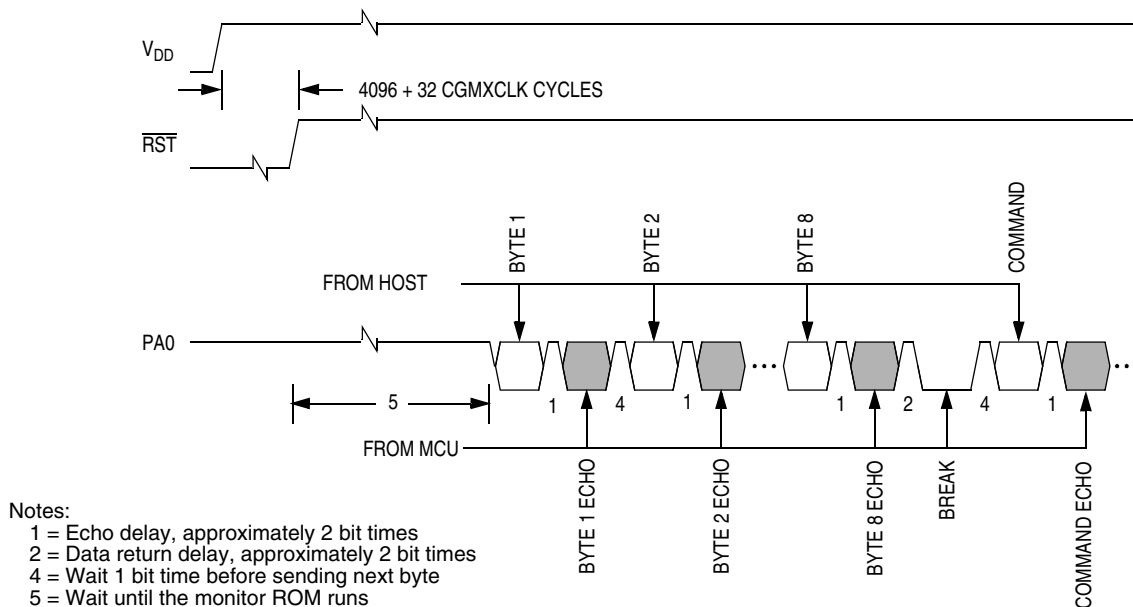 VDD
4096 + 32 CGMXCLK CYCLES
RST
BYTE 1
BYTE 2
BYTE 8
COMMAND
FROM HOST
PA0
1
4
1
1
2
4
1
5
FROM MCU
BYTE 1 ECHO
BYTE 2 ECHO
BYTE 8 ECHO
BREAK
COMMAND ECHO
Notes:
1 = Echo delay, approximately 2 bit times
2 = Data return delay, approximately 2 bit times
4 = Wait 1 bit time before sending next byte
5 = Wait until the monitor ROM runs